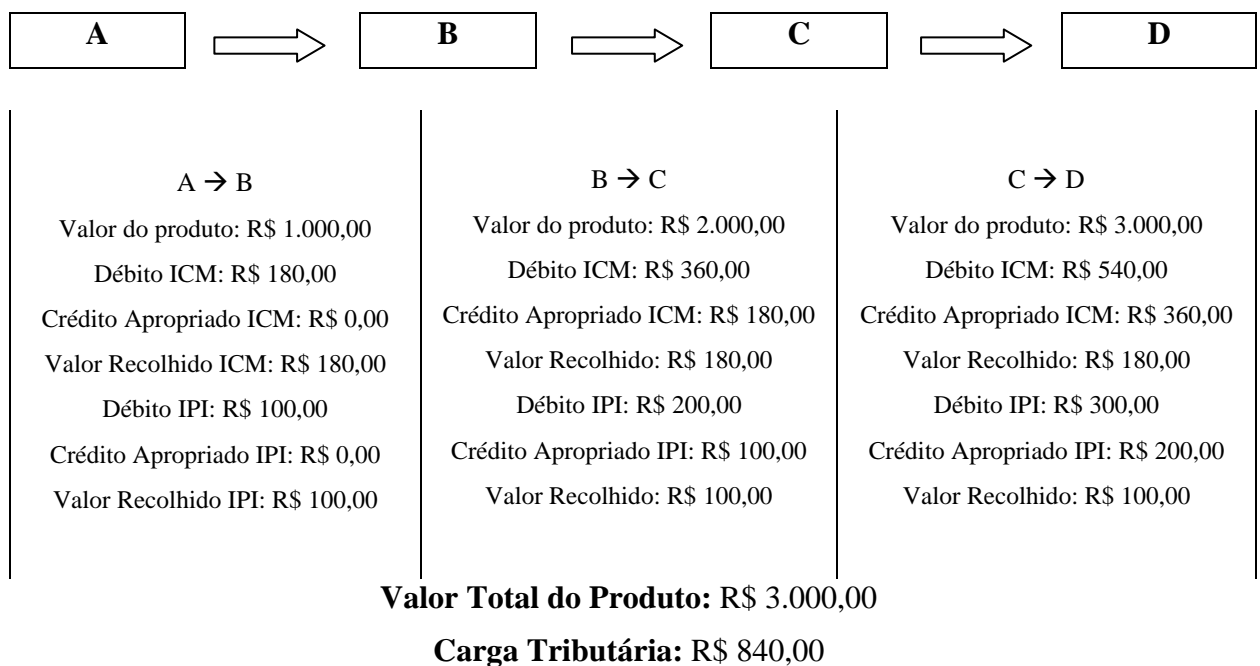 A
B
C
D
A → B
Valor do produto: R$ 1.000,00
Débito ICM: R$ 180,00
Crédito Apropriado ICM: R$ 0,00
Valor Recolhido ICM: R$ 180,00
Débito IPI: R$ 100,00
Crédito Apropriado IPI: R$ 0,00
Valor Recolhido IPI: R$ 100,00
B → C
Valor do produto: R$ 2.000,00
Débito ICM: R$ 360,00
Crédito Apropriado ICM: R$ 180,00
Valor Recolhido: R$ 180,00
Débito IPI: R$ 200,00
Crédito Apropriado IPI: R$ 100,00
Valor Recolhido: R$ 100,00
C → D
Valor do produto: R$ 3.000,00
Débito ICM: R$ 540,00
Crédito Apropriado ICM: R$ 360,00
Valor Recolhido: R$ 180,00
Débito IPI: R$ 300,00
Crédito Apropriado IPI: R$ 200,00
Valor Recolhido: R$ 100,00
Valor Total do Produto: R$ 3.000,00
Carga Tributária: R$ 840,00